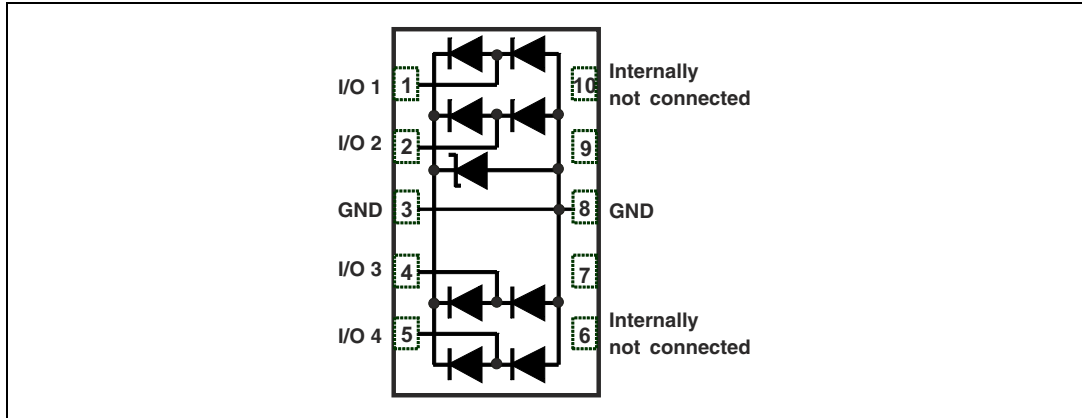 I/O 1
1
10
Internally
not connected
I/O 2
2
9
GND
3
8
GND
I/O 3
4
7
I/O 4
5
6
Internally
not connected